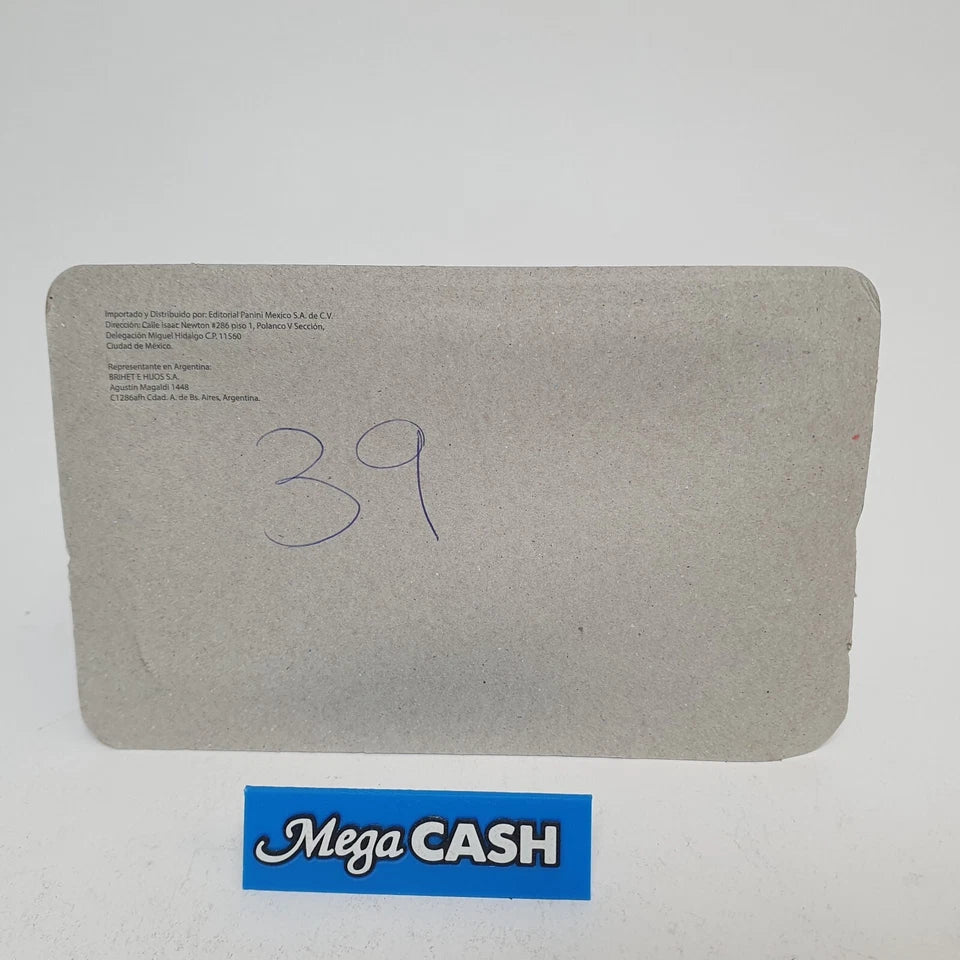 Importado y Distribuido por: Editorial Panini Mexico S.A. de C.V.
Dirección: Calle Isaac Newton #286 piso 1, Polanco V Sección,
Delegación Miguel Hidalgo C.P. 11560
Ciudad de México.
Representante en Argentina:
BRIHET E HIJOS S.A.
Agustin Magaldi 1448
C1286afh Cdad. A. de Bs. Aires, Argentina.
39
Mega CASH